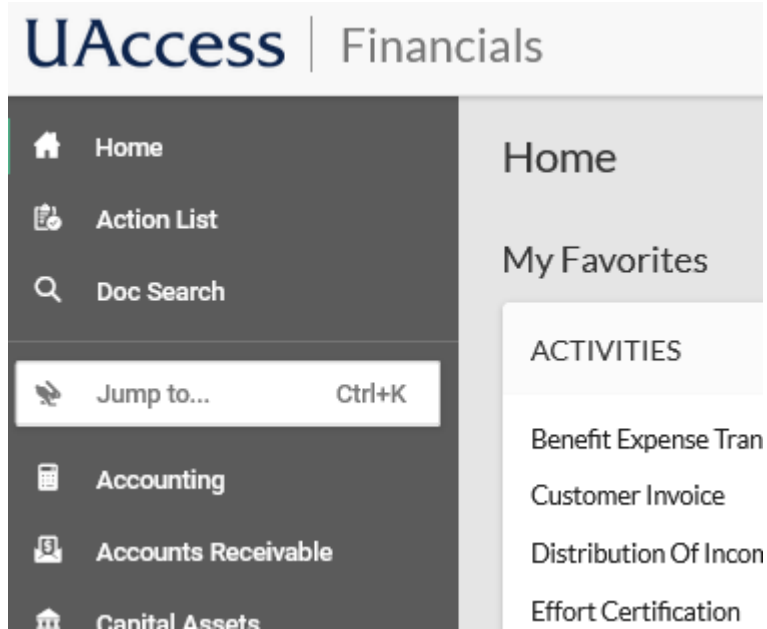 UAccess | Financials
Home
Action List
Doc Search
Jump to... Ctrl+K
Accounting
Accounts Receivable
Capital Assets
Home
My Favorites
ACTIVITIES
Benefit Expense Tran
Customer Invoice
Distribution Of Incom
Effort Certification